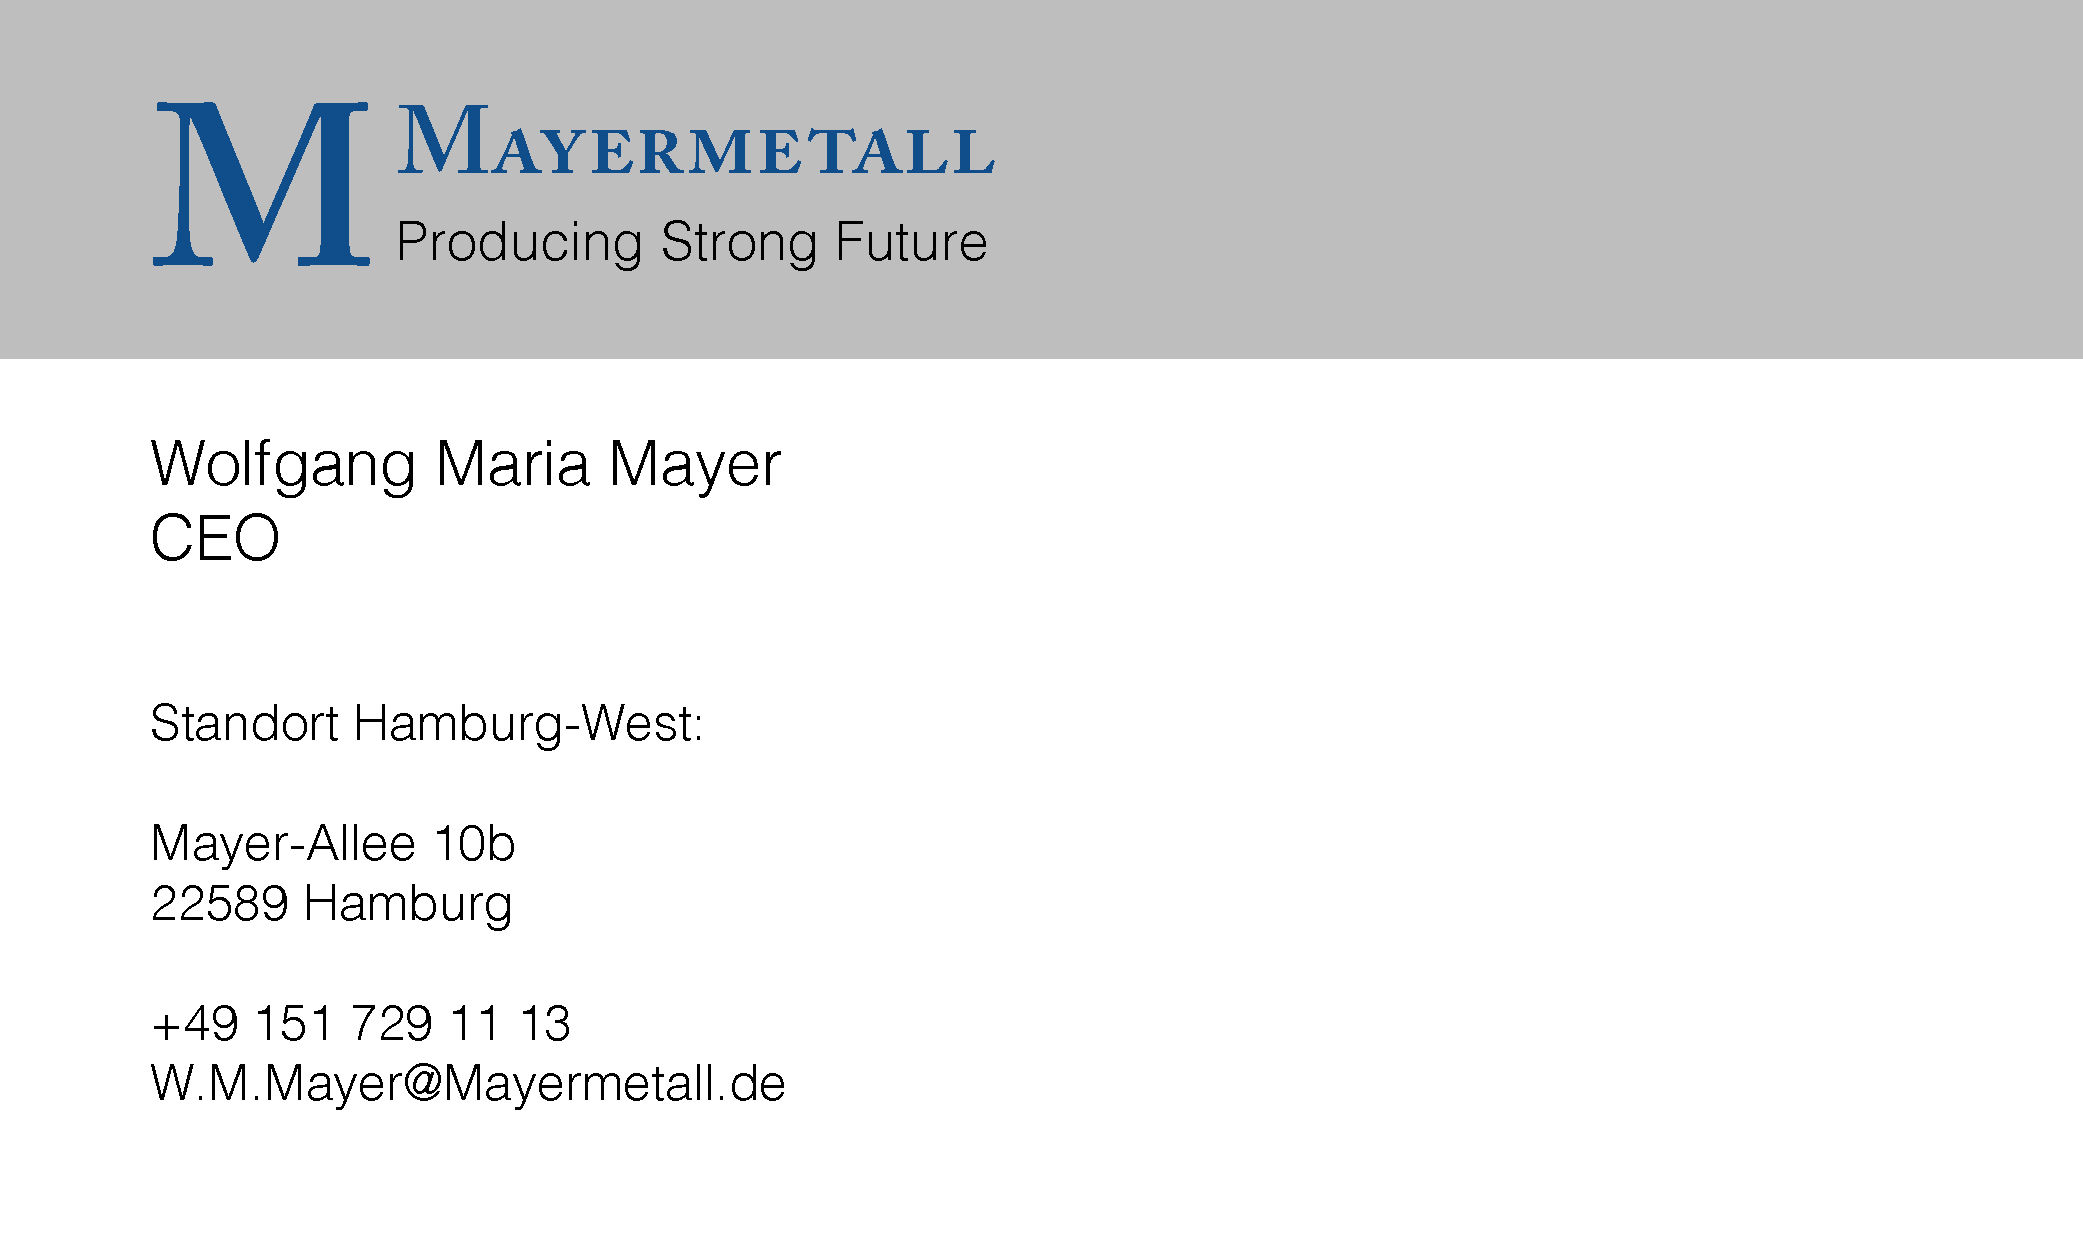 M
MAYERMETALL
Producing Strong Future
Wolfgang Maria Mayer
CEO
Standort Hamburg-West:
Mayer-Allee 10b
22589 Hamburg
+49 151 729 11 13
W.M.Mayer@Mayermetall.de